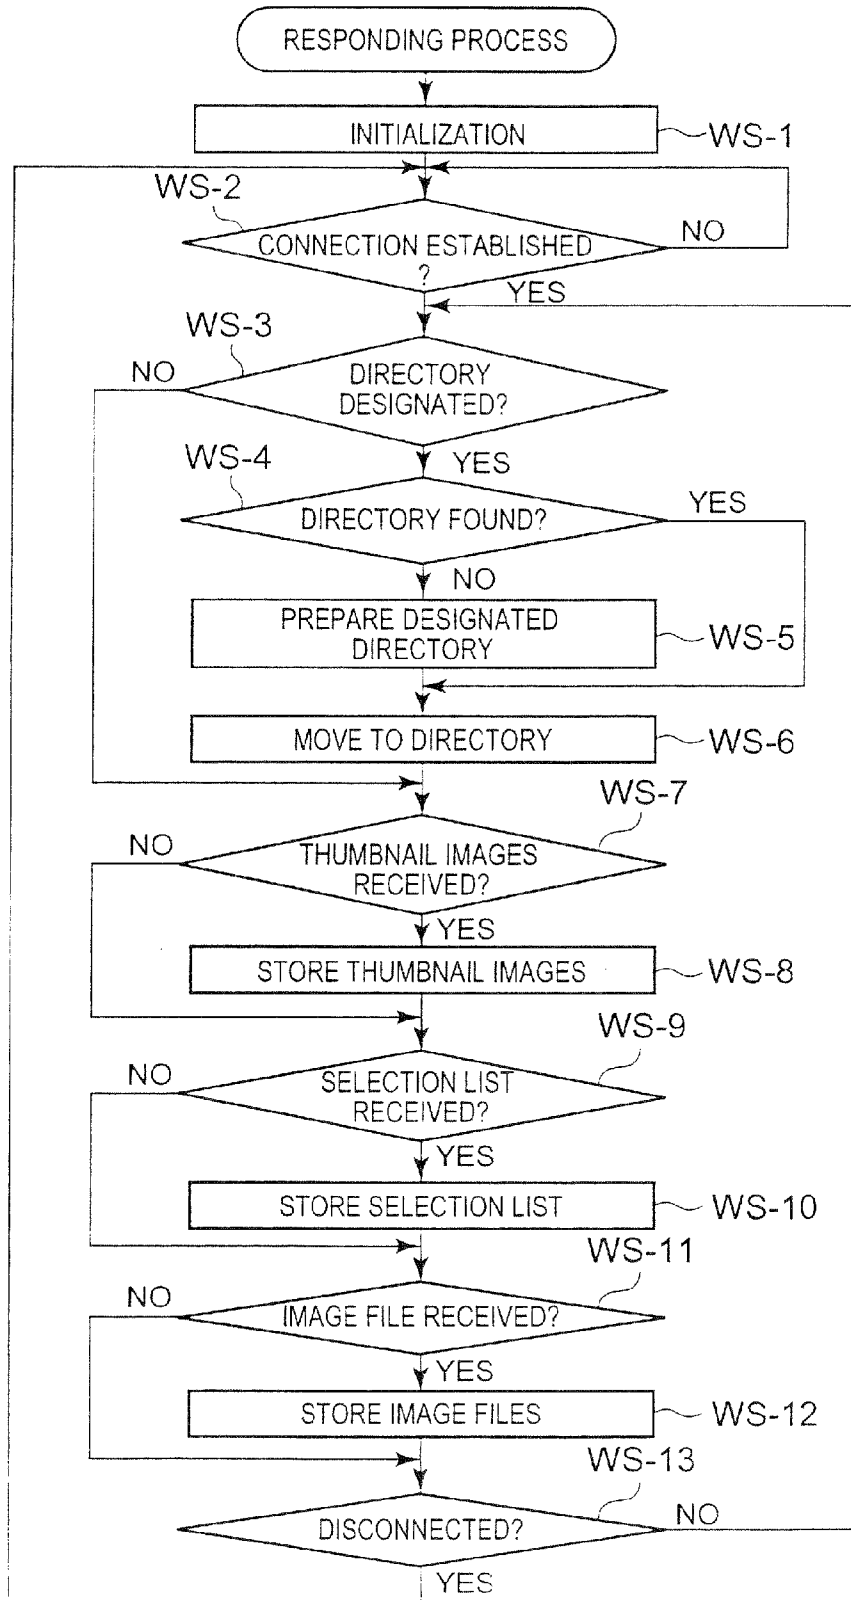 RESPONDING PROCESS
INITIALIZATION
WS-1
WS-2
CONNECTION ESTABLISHED
?
NO
YES
WS-3
NO
DIRECTORY
DESIGNATED?
YES
WS-4
DIRECTORY FOUND?
YES
NO
PREPARE DESIGNATED
DIRECTORY
WS-5
MOVE TO DIRECTORY
WS-6
WS-7
NO
THUMBNAIL IMAGES
RECEIVED?
YES
STORE THUMBNAIL IMAGES
WS-8
WS-9
NO
SELECTION LIST
RECEIVED?
YES
STORE SELECTION LIST
WS-10
WS-11
NO
IMAGE FILE RECEIVED?
YES
STORE IMAGE FILES
WS-12
WS-13
DISCONNECTED?
NO
YES